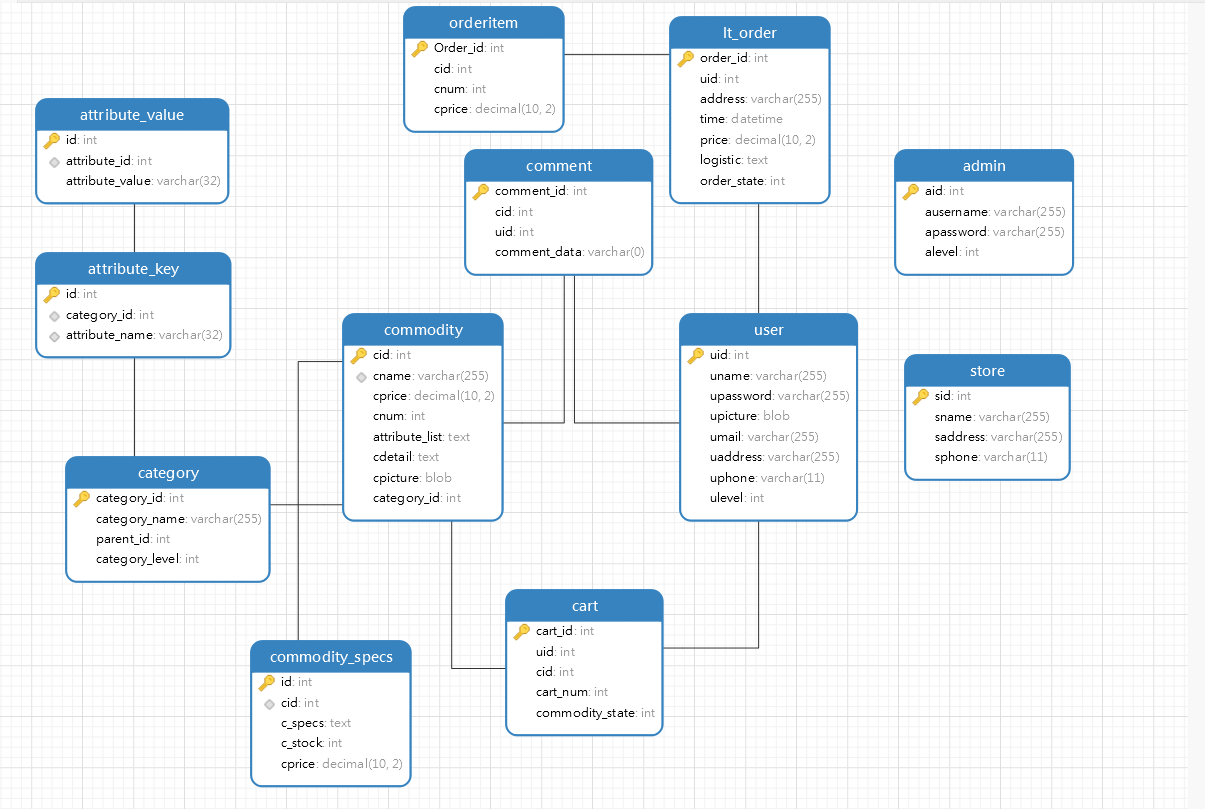 orderitem
Order_id: int
cid: int
cnum: int
cprice: decimal(10, 2)
lt_order
order_id: int
uid: int
address: varchar(255)
time: datetime
price: decimal(10, 2)
logistic: text
order_state: int
attribute_value
id: int
attribute_id: int
attribute_value: varchar(32)
comment
comment_id: int
cid: int
uid: int
comment_data: varchar(0)
admin
aid: int
ausername: varchar(255)
apassword: varchar(255)
alevel: int
attribute_key
id: int
category_id: int
attribute_name: varchar(32)
commodity
cid: int
cname: varchar(255)
cprice: decimal(10, 2)
cnum: int
attribute_list: text
cdetail: text
cpicture: blob
category_id: int
user
uid: int
uname: varchar(255)
upassword: varchar(255)
upicture: blob
umail: varchar(255)
uaddress: varchar(255)
uphone: varchar(11)
ulevel: int
store
sid: int
sname: varchar(255)
saddress: varchar(255)
sphone: varchar(11)
category
category_id: int
category_name: varchar(255)
parent_id: int
category_level: int
cart
cart_id: int
uid: int
cid: int
cart_num: int
commodity_state: int
commodity_specs
id: int
cid: int
c_specs: text
c_stock: int
cprice: decimal(10, 2)